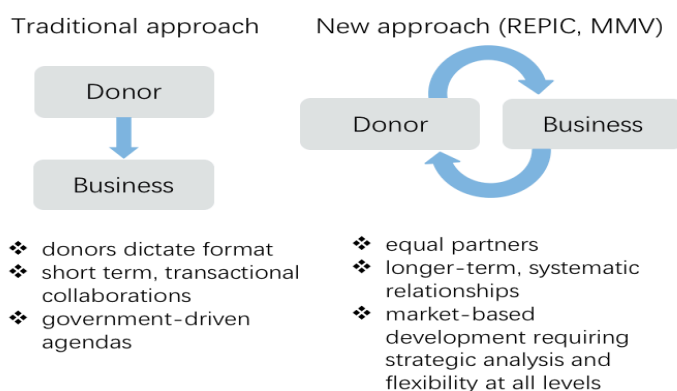 Traditional approach
Donor
Business
❖ donors dictate format
❖ short term, transactional
collaborations
❖ government-driven
agendas
New approach (REPIC, MMV)
Donor
Business
❖ equal partners
❖ longer-term, systematic
relationships
❖ market-based
development requiring
strategic analysis and
flexibility at all levels